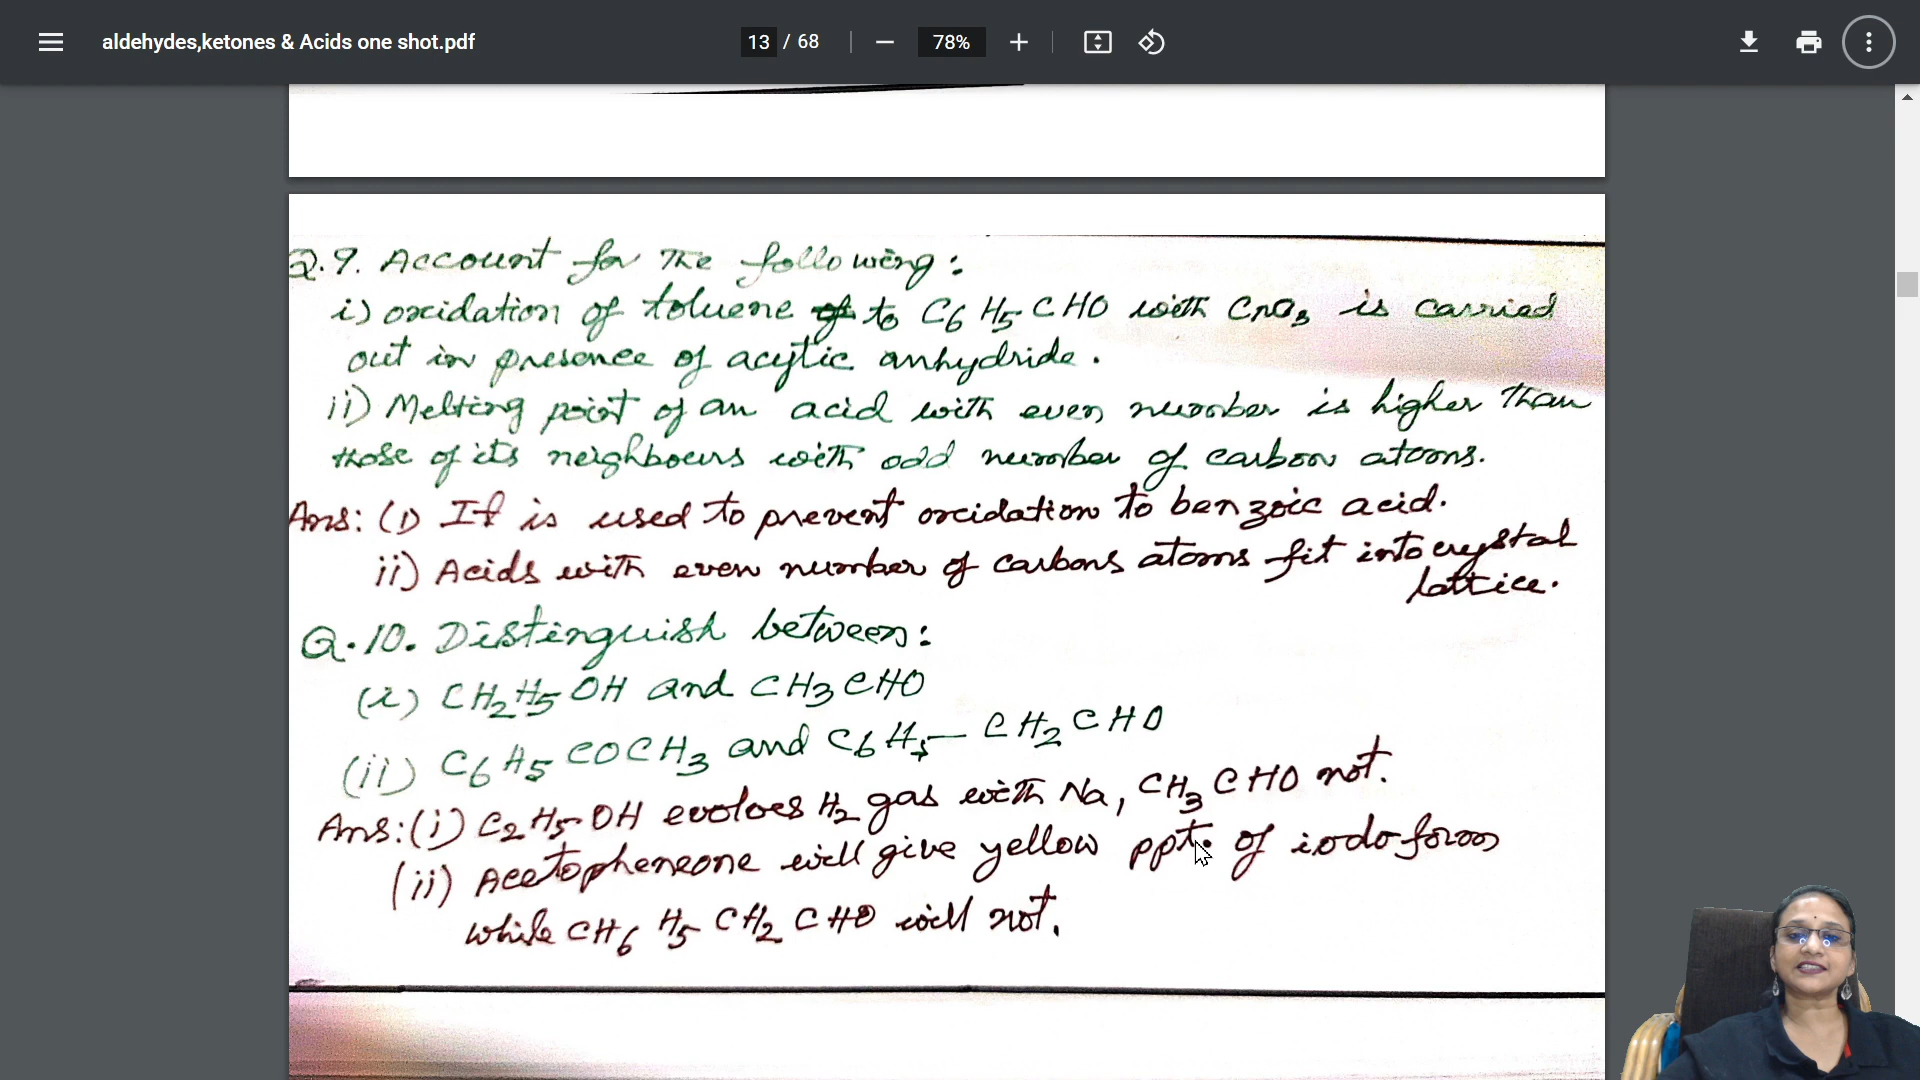 aldehydes,ketones & Acids one shot.pdf
13 / 68
78%
Q.9. Account for the following:
i) oxidation of toluene to C6 H5 CHO with CrO3 is carried
out in presence of acytic anhydride.
ii) Melting point of an acid with even number is higher than
those of its neighbours with odd number of carbon atoms.
Ans: (1) It is used to prevent oxidation to benzoic acid.
ii) Acids with even number of carbons atoms fit into crystal
lattice.
Q.10. Distinguish between:
(i) CH2H5 OH and CH3 CHO
(ii) C6 H5 COCH3 and C6 H5 — CH2 CHO
Ans:(i) C2 H5 OH evolves H2 gas with Na, CH3 CHO not.
(ii) Acetopheneone will give yellow ppt. of iodoform
while CH6 H5 CH2 CHO will not.